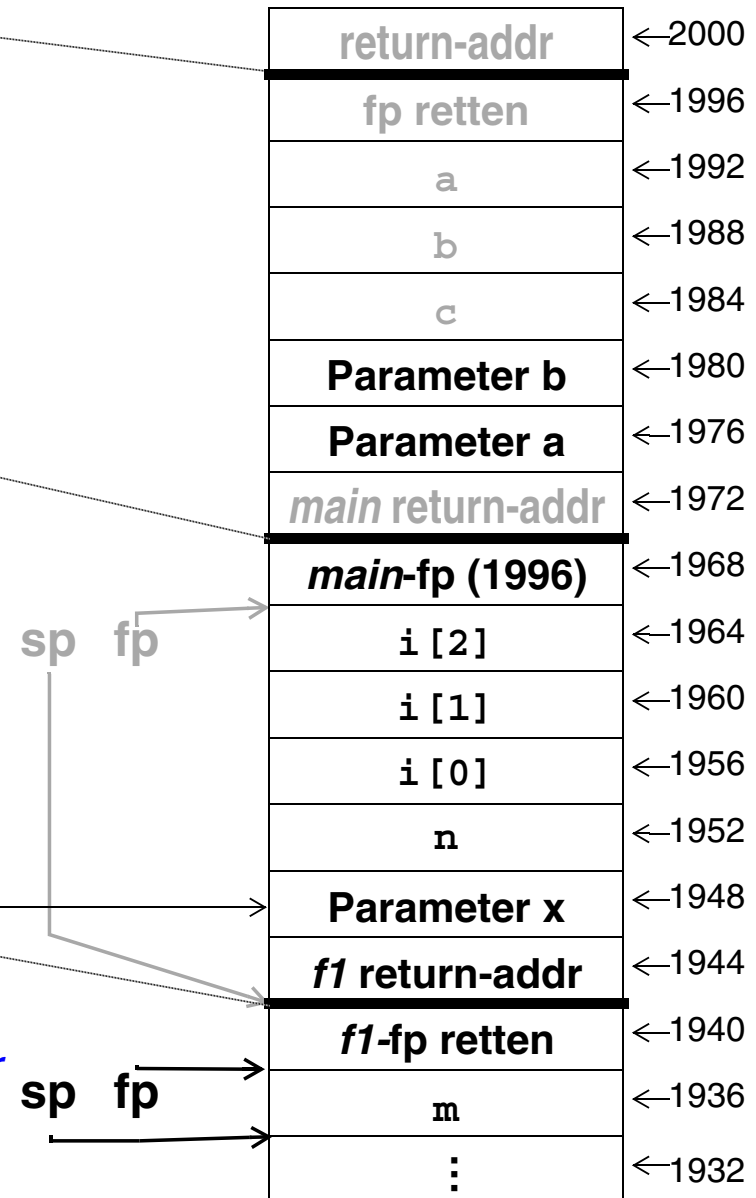 return-addr ←2000
fp retten ←1996
a ←1992
b ←1988
c ←1984
Parameter b ←1980
Parameter a ←1976
main return-addr ←1972
main-fp (1996) ←1968
sp fp i[2] ←1964
i[1] ←1960
i[0] ←1956
n ←1952
Parameter x ←1948
f1 return-addr ←1944
f1-fp retten ←1940
sp fp m ←1936
⋮ ←1932